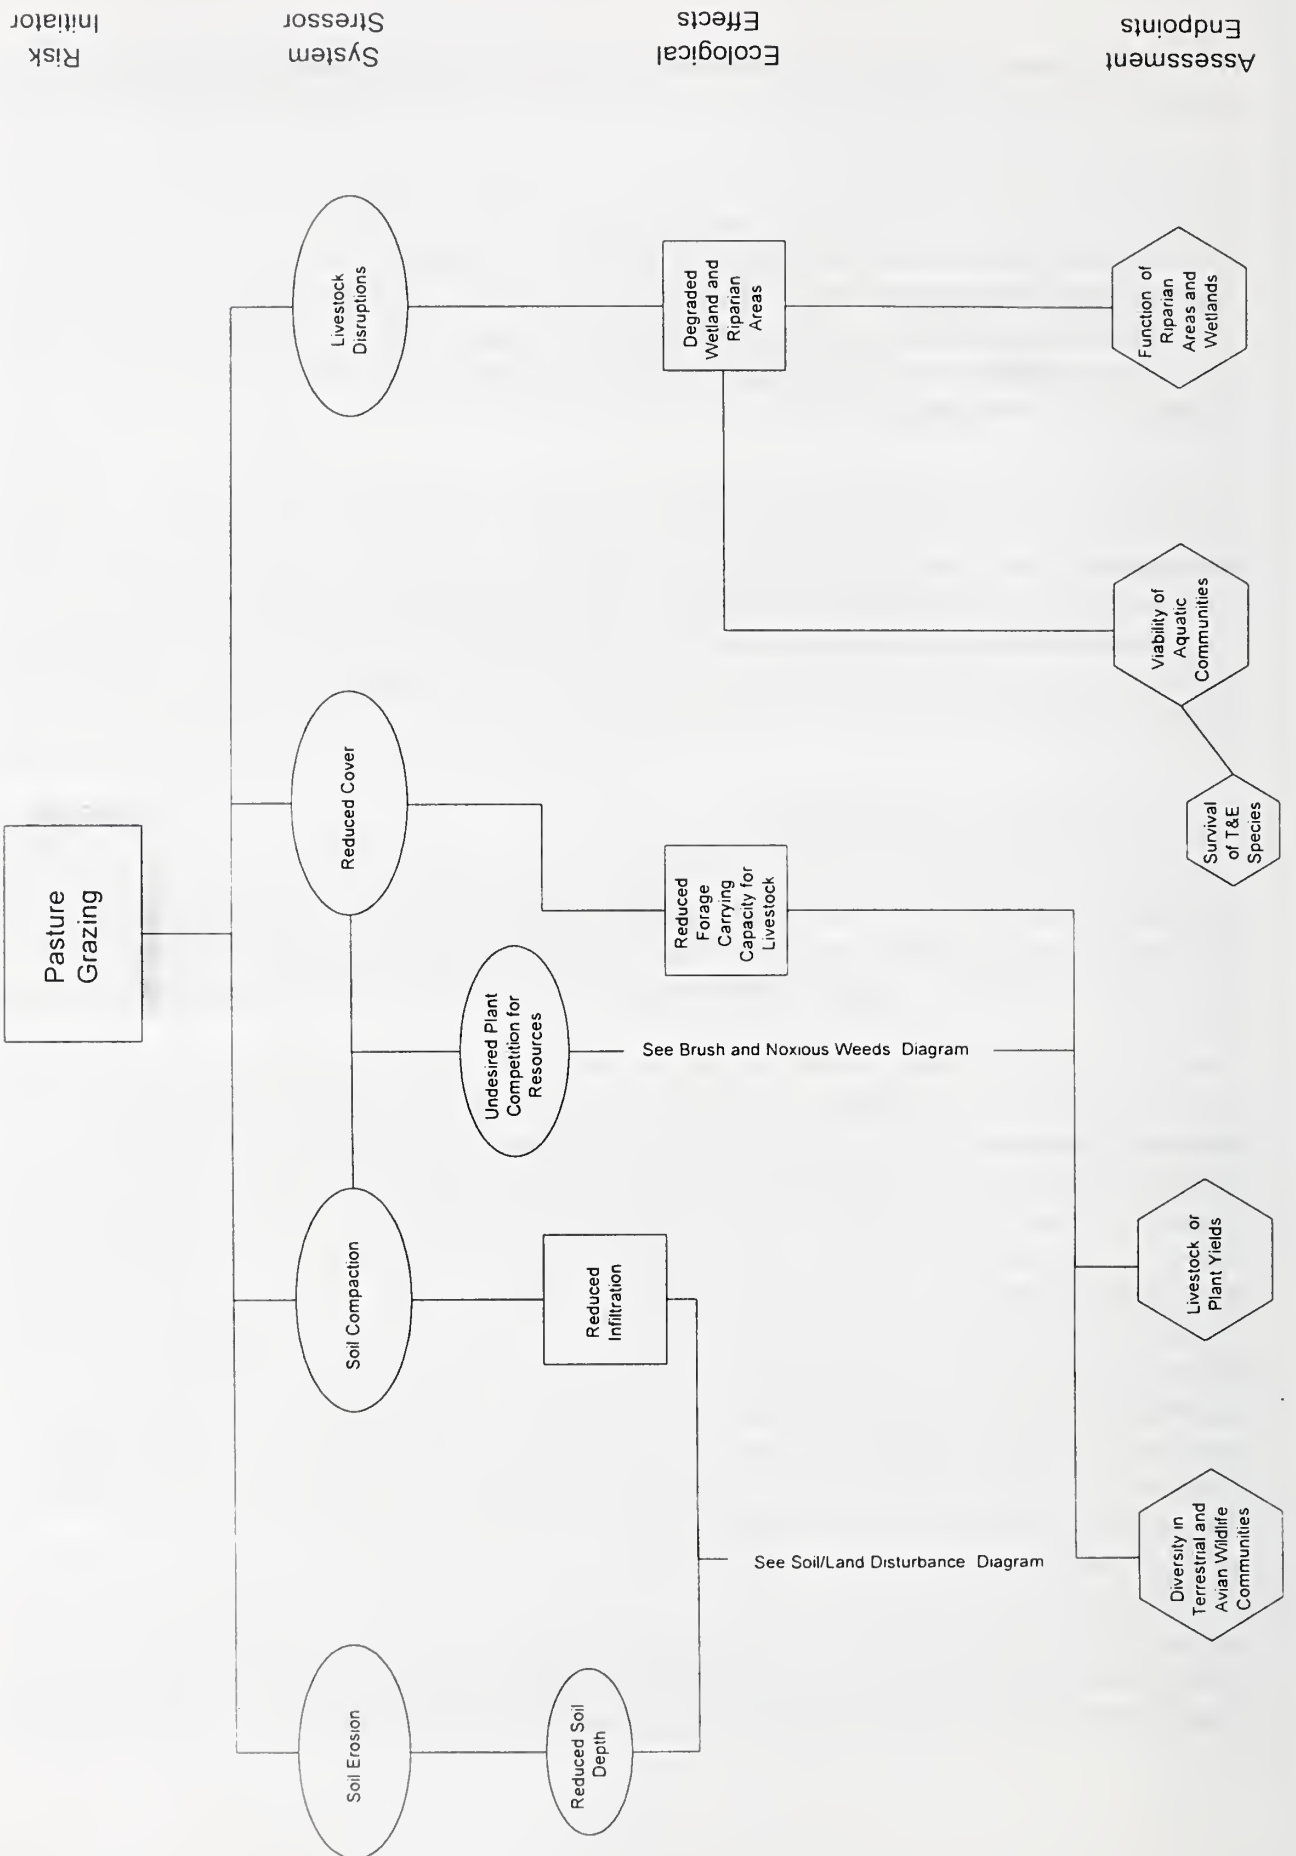 Risk
Initiator
System
Stressor
Ecological
Effects
Assessment
Endpoints
Pasture
Grazing
Soil Erosion
Soil Compaction
Reduced Cover
Livestock
Disruptions
Undesired Plant
Competition for
Resources
Reduced Soil
Depth
Reduced
Infiltration
Reduced
Forage
Carrying
Capacity for
Livestock
Degraded
Wetland and
Riparian
Areas
See Soil/Land Disturbance Diagram
See Brush and Noxious Weeds Diagram
Diversity in
Terrestrial and
Avian Wildlife
Communities
Livestock or
Plant Yields
Survival
of T&E
Species
Viability of
Aquatic
Communities
Function of
Riparian
Areas and
Wetlands